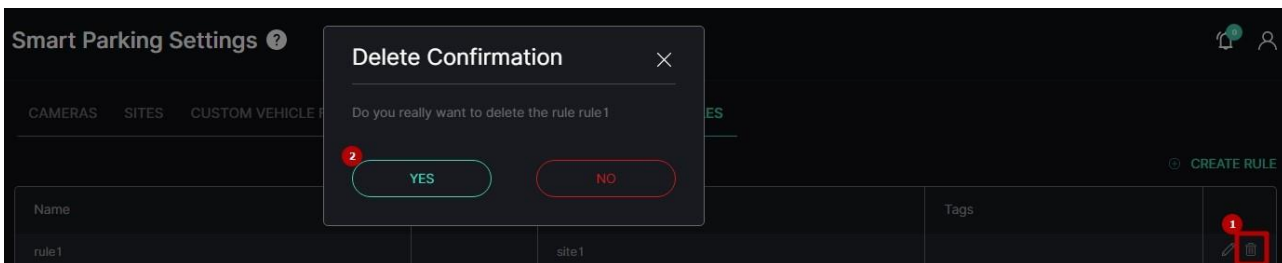 Smart Parking Settings ?
0
Delete Confirmation
CAMERAS SITES CUSTOM VEHICLE
Do you really want to delete the rule rule1
2
YES
NO
CREATE RULE
Name
Tags
1
rule1
site1